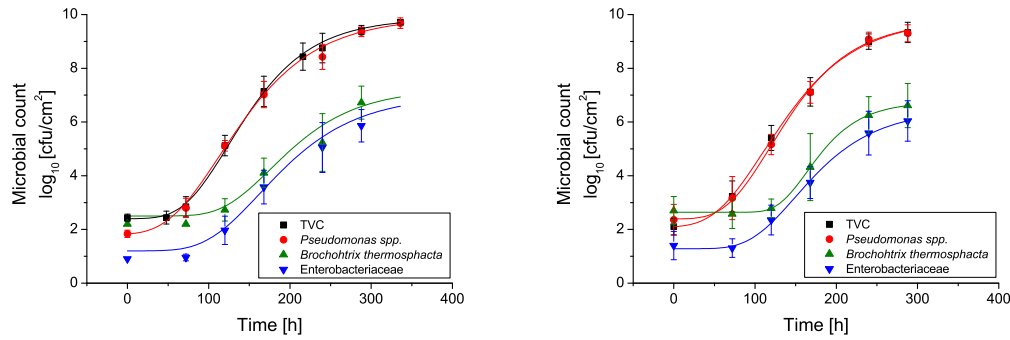 Microbial count
log10 [cfu/cm2)
10
8
6
4
2
0
0
100
200
300
400
Time [h]
TVC
Pseudomonas spp.
Brochohtrix thermosphacta
Enterobacteriaceae
Microbial count
log10 [cfu/cm2)
10
8
6
4
2
0
0
100
200
300
400
Time [h]
TVC
Pseudomonas spp.
Brochohtrix thermosphacta
Enterobacteriaceae